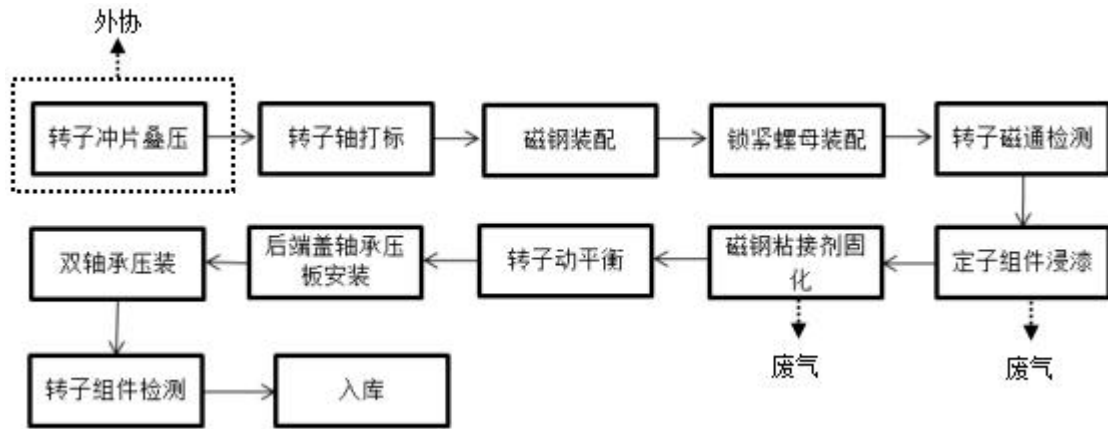 外协
转子冲片叠压
转子轴打标
磁钢装配
锁紧螺母装配
转子磁通检测
双轴承压装
后端盖轴承压
板安装
转子动平衡
磁钢粘接剂固
化
定子组件浸漆
废气
废气
转子组件检测
入库